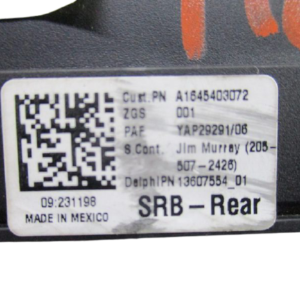 Cust.PN A1645403072
ZGS 001
PAE YAP29291/06
S.Cont. Jim Murray (205-
507-2426)
DelphiPN 13607554_01
09:231198
MADE IN MEXICO
SRB-Rear